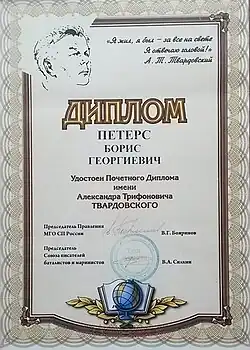 «Я жил, я был – за все на свете
Я отвечаю головой!»
А. Т. Твардовский
ДИПЛОМ
ПЕТЕРС
БОРИС
ГЕОРГИЕВИЧ
Удостоен Почетного Диплома
имени
Александра Трифоновича
ТВАРДОВСКОГО
Председатель Правления
МГО СП России
В.Г. Бояринов
Председатель
Союза писателей
баталистов и маринистов
В.А. Силкин